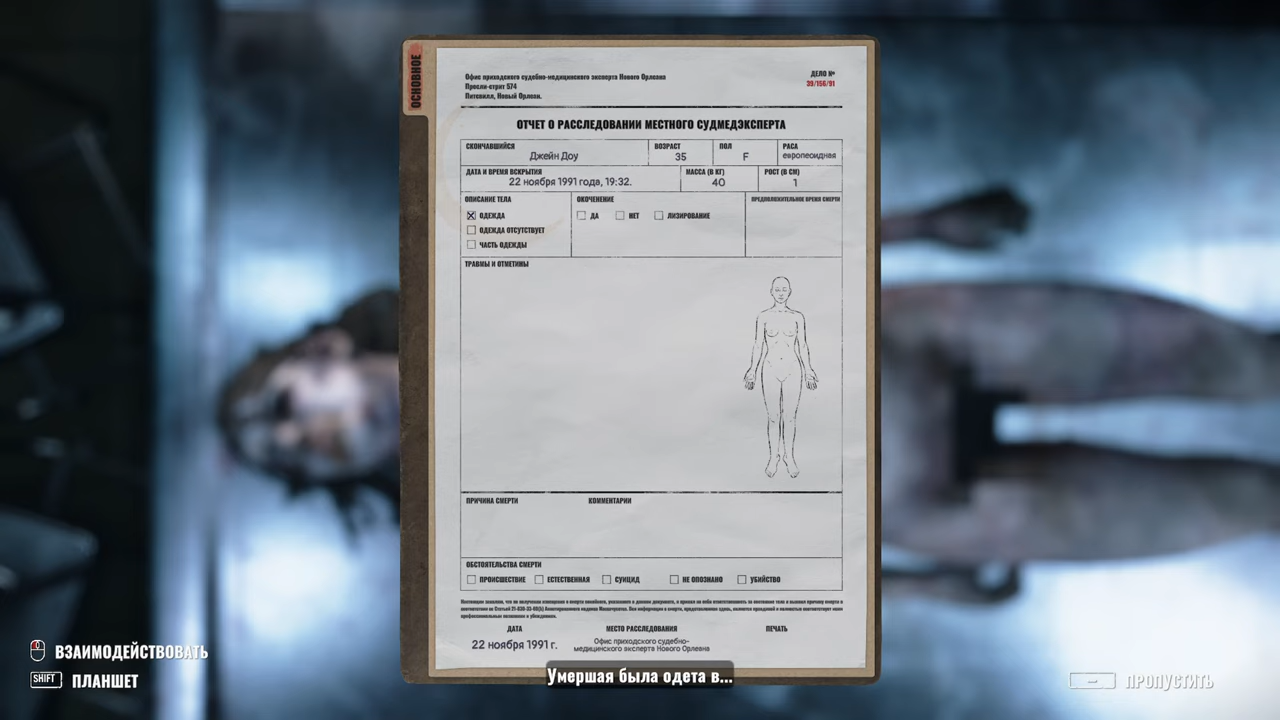 ОСНОВНОЕ
Офис приходского судебно-медицинского эксперта Нового Орлеана
Пресли-стрит 574
Питсвилл, Новый Орлеан.
ДЕЛО №
39/156/91
ОТЧЕТ О РАССЛЕДОВАНИИ МЕСТНОГО СУДМЕДЭКСПЕРТА
СКОНЧАВШИЙСЯ
Джейн Доу
ВОЗРАСТ
35
ПОЛ
F
РАСА
европеоидная
ДАТА И ВРЕМЯ ВСКРЫТИЯ
22 ноября 1991 года, 19:32.
МАССА (В КГ)
40
РОСТ (В СМ)
1
ОПИСАНИЕ ТЕЛА
ОДЕЖДА
ОДЕЖДА ОТСУТСТВУЕТ
ЧАСТЬ ОДЕЖДЫ
ОКОЧЕНЕНИЕ
ДА НЕТ ЛИЗИРОВАНИЕ
ПРЕДПОЛОЖИТЕЛЬНОЕ ВРЕМЯ СМЕРТИ
ТРАВМЫ И ОТМЕТИНЫ
ПРИЧИНА СМЕРТИ
КОММЕНТАРИИ
ОБСТОЯТЕЛЬСТВА СМЕРТИ
ПРОИСШЕСТВИЕ ЕСТЕСТВЕННАЯ СУИЦИД НЕ ОПОЗНАНО УБИЙСТВО
ДАТА
22 ноября 1991 г.
МЕСТО РАССЛЕДОВАНИЯ
Офис приходского судебно-
медицинского эксперта Нового Орлеана
ПЕЧАТЬ
Умершая была одета в...
ВЗАИМОДЕЙСТВОВАТЬ
SHIFT ПЛАНШЕТ
ПРОПУСТИТЬ